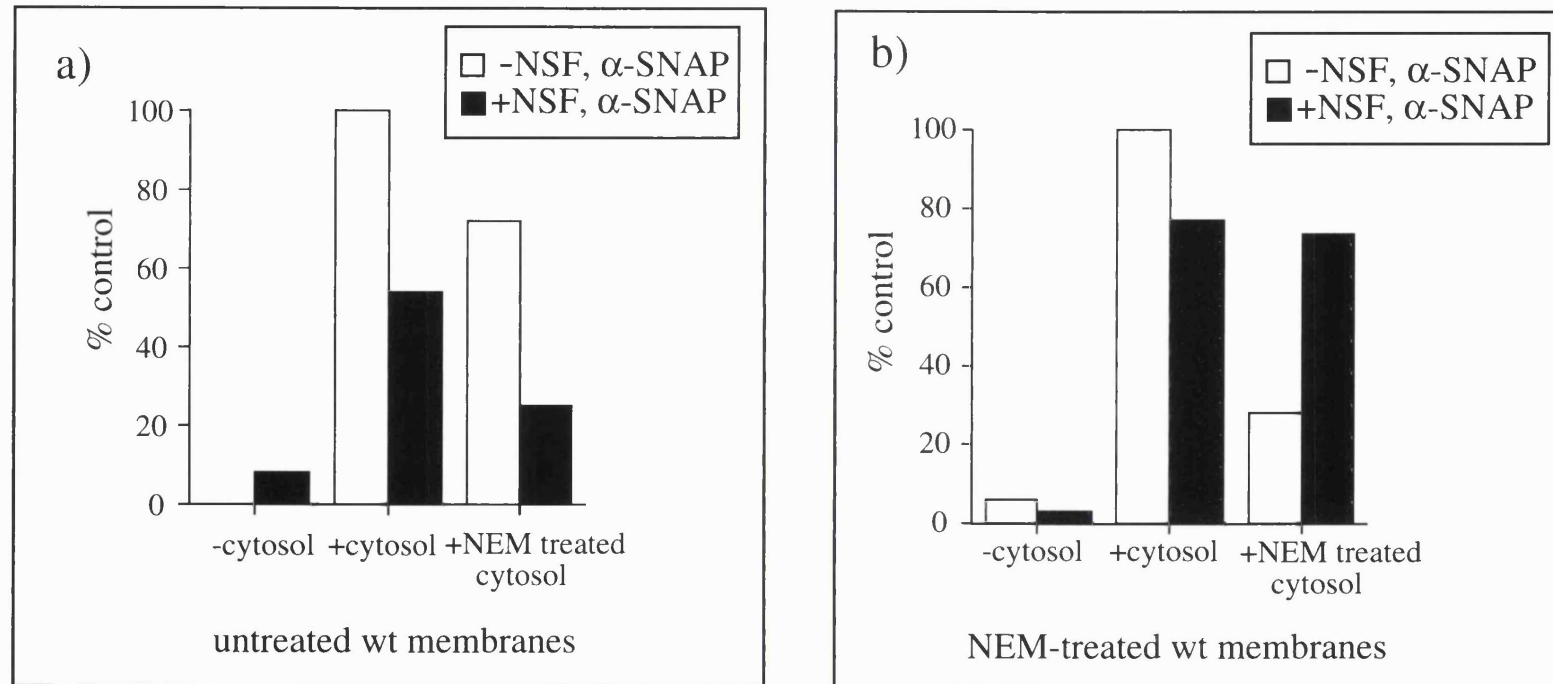 a)
-NSF, α-SNAP
+NSF, α-SNAP
% control
100
80
60
40
20
0
-cytosol +cytosol +NEM treated
cytosol
untreated wt membranes
b)
-NSF, α-SNAP
+NSF, α-SNAP
% control
100
80
60
40
20
0
-cytosol +cytosol +NEM treated
cytosol
NEM-treated wt membranes